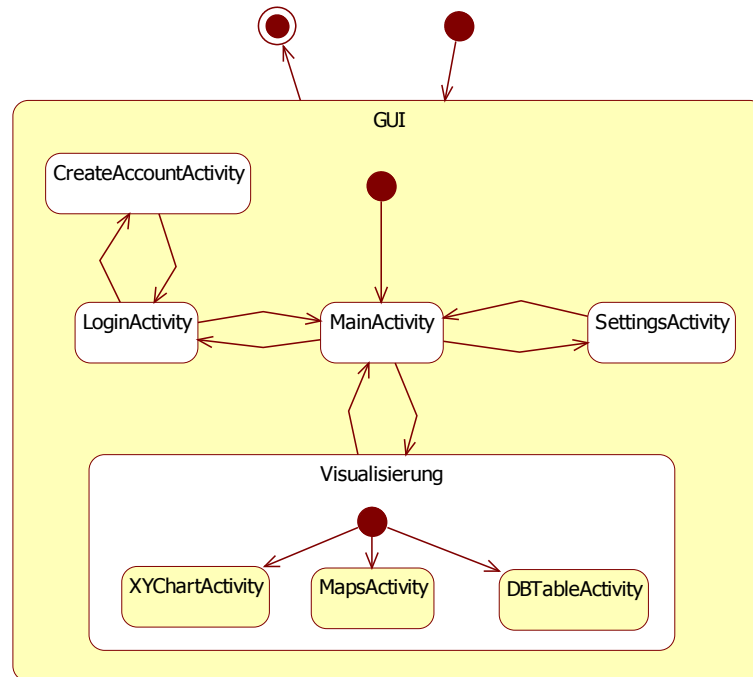 GUI
CreateAccountActivity
LoginActivity
MainActivity
SettingsActivity
Visualisierung
XYChartActivity
MapsActivity
DBTableActivity